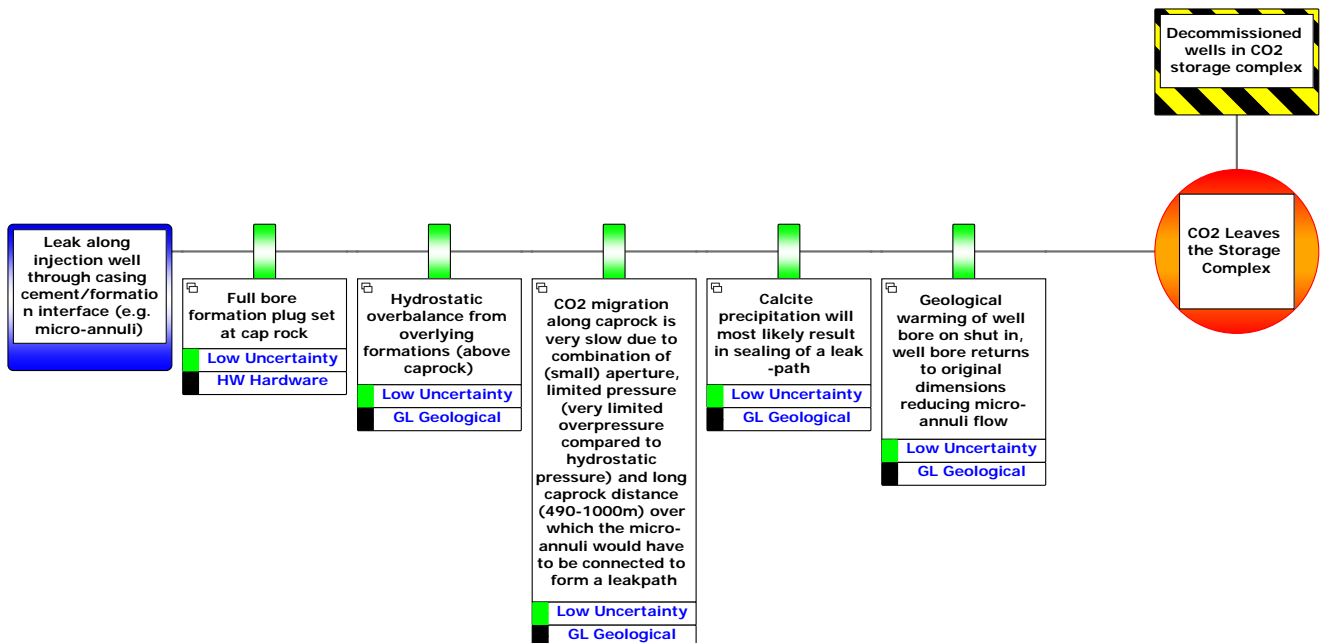 Decommissioned
wells in CO2
storage complex
Leak along
injection well
through casing
cement/formatio
n interface (e.g.
micro-annuli)
Full bore
formation plug set
at cap rock
Low Uncertainty
HW Hardware
Hydrostatic
overbalance from
overlying
formations (above
caprock)
Low Uncertainty
GL Geological
CO2 migration
along caprock is
very slow due to
combination of
(small) aperture,
limited pressure
(very limited
overpressure
compared to
hydrostatic
pressure) and long
caprock distance
(490-1000m) over
which the micro-
annuli would have
to be connected to
form a leakpath
Low Uncertainty
GL Geological
Calcite
precipitation will
most likely result
in sealing of a leak
-path
Low Uncertainty
GL Geological
Geological
warming of well
bore on shut in,
well bore returns
to original
dimensions
reducing micro-
annuli flow
Low Uncertainty
GL Geological
CO2 Leaves
the Storage
Complex